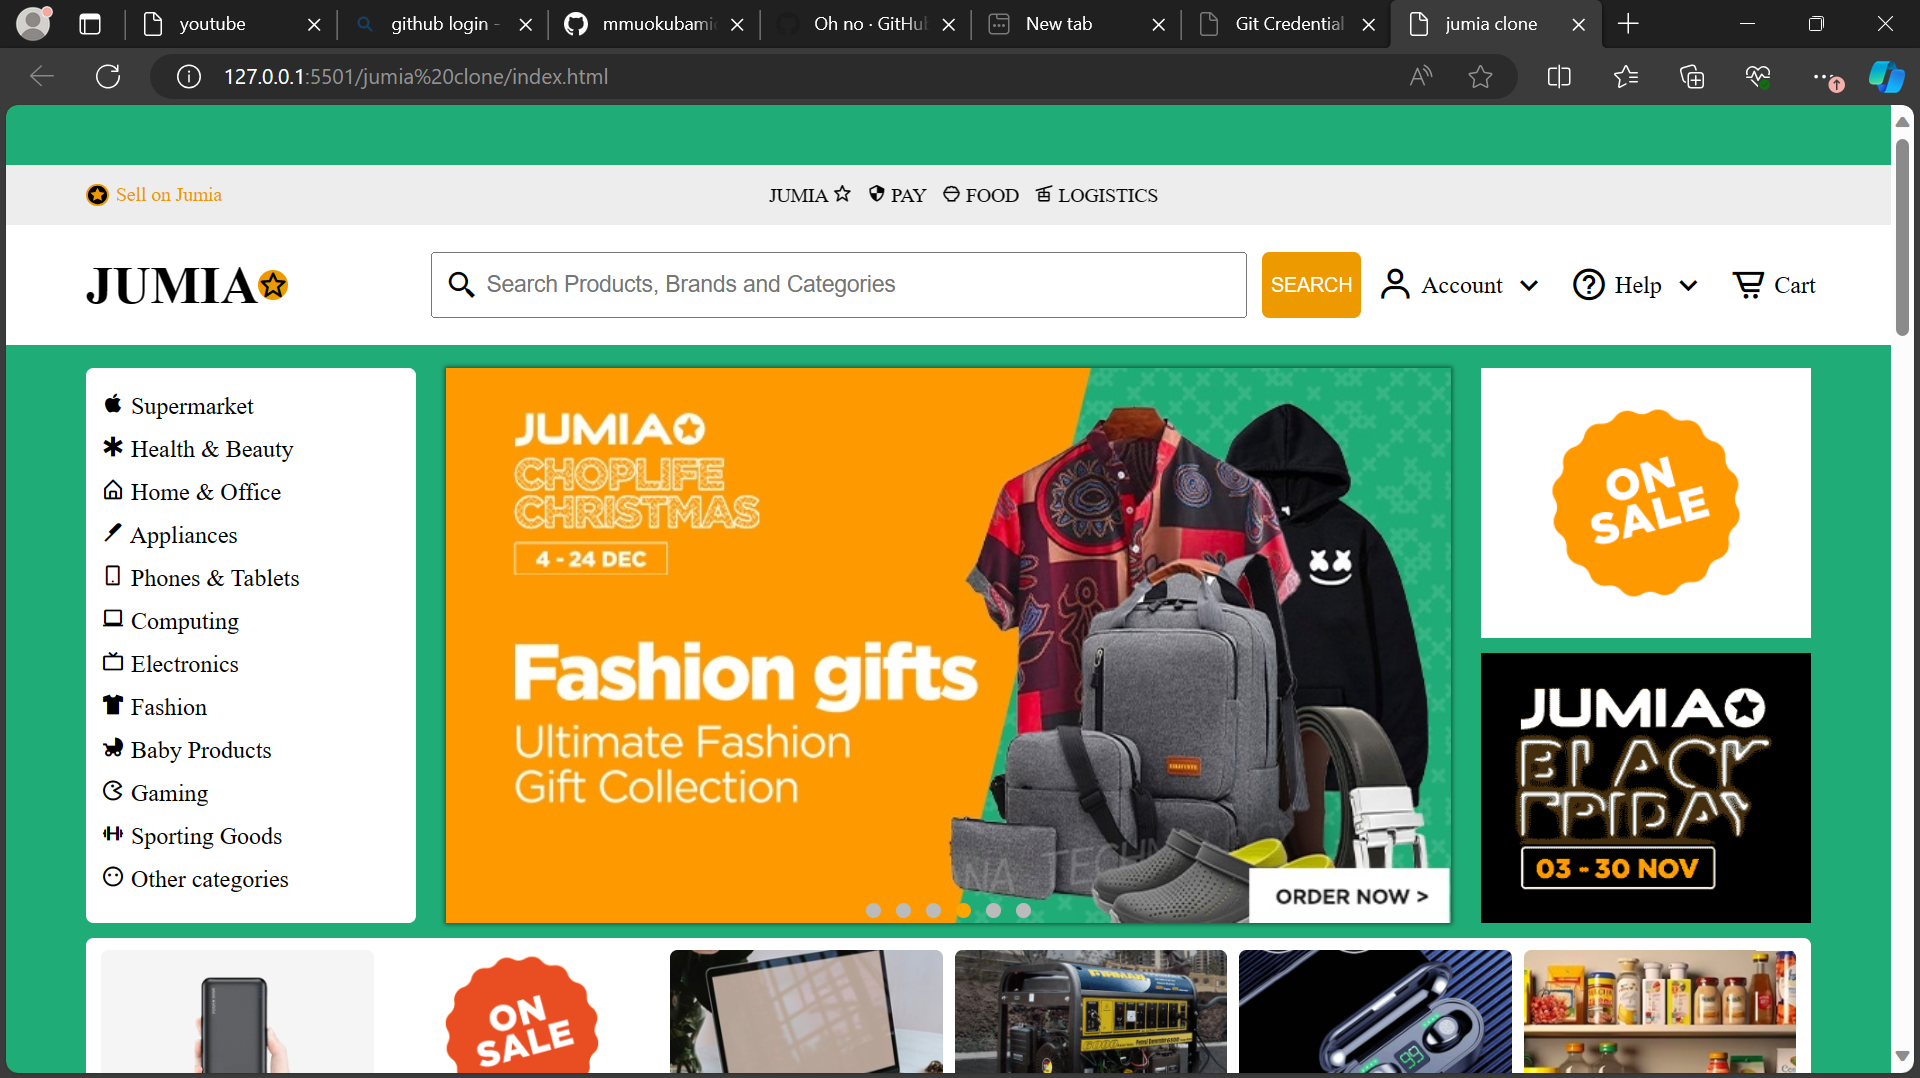 youtube
github login -
mmuokubami
Oh no · GitHu
New tab
Git Credential
jumia clone
127.0.0.1:5501/jumia%20clone/index.html
Sell on Jumia
JUMIA PAY FOOD LOGISTICS
JUMIA
Search Products, Brands and Categories
SEARCH
Account
Help
Cart
Supermarket
Health & Beauty
Home & Office
Appliances
Phones & Tablets
Computing
Electronics
Fashion
Baby Products
Gaming
Sporting Goods
Other categories
JUMIA
CHOPLIFE
CHRISTMAS
4 - 24 DEC
Fashion gifts
Ultimate Fashion
Gift Collection
ORDER NOW >
ON
SALE
JUMIA
BLACK
FRIDAY
03 - 30 NOV
ON
SALE
FIRMAN
99